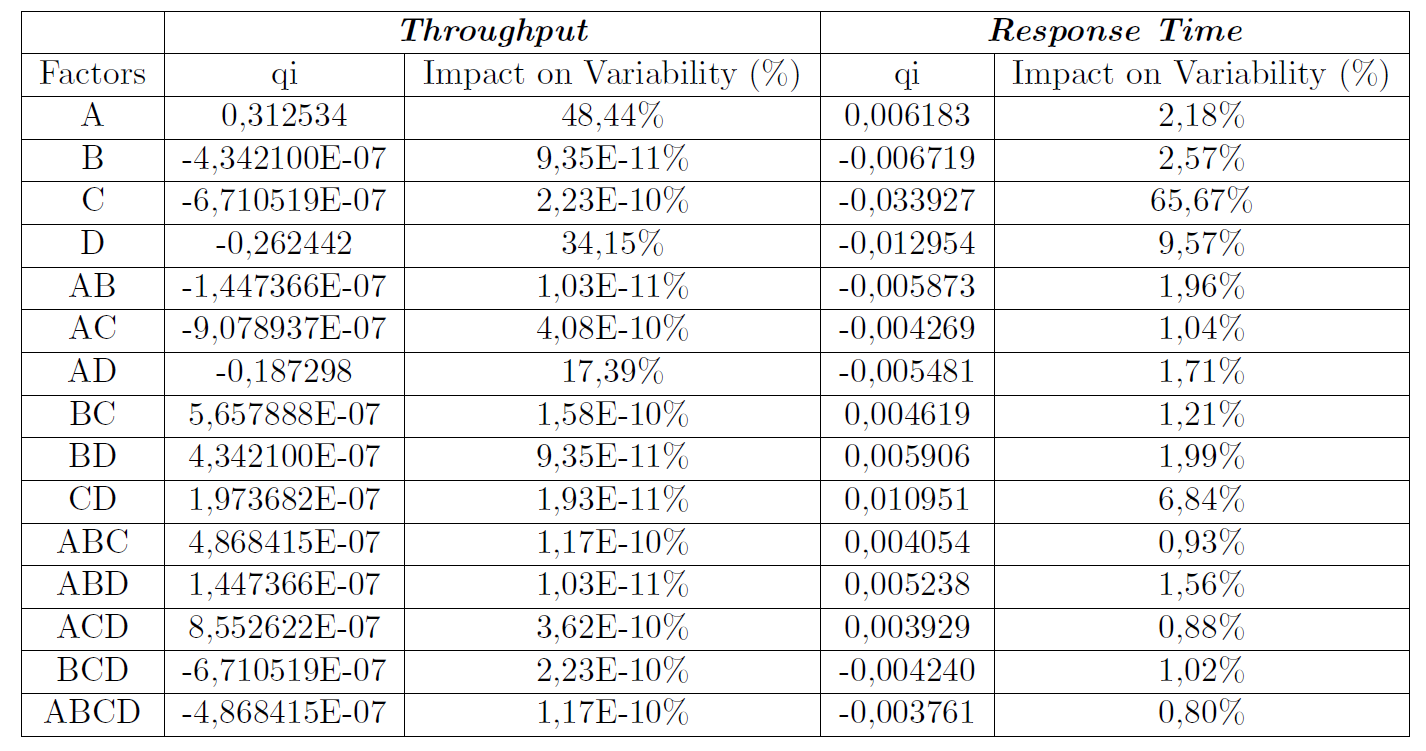 Throughput Response Time
Factors qi Impact on Variability (%) qi Impact on Variability (%)
A 0,312534 48,44% 0,006183 2,18%
B -4,342100E-07 9,35E-11% -0,006719 2,57%
C -6,710519E-07 2,23E-10% -0,033927 65,67%
D -0,262442 34,15% -0,012954 9,57%
AB -1,447366E-07 1,03E-11% -0,005873 1,96%
AC -9,078937E-07 4,08E-10% -0,004269 1,04%
AD -0,187298 17,39% -0,005481 1,71%
BC 5,657888E-07 1,58E-10% 0,004619 1,21%
BD 4,342100E-07 9,35E-11% 0,005906 1,99%
CD 1,973682E-07 1,93E-11% 0,010951 6,84%
ABC 4,868415E-07 1,17E-10% 0,004054 0,93%
ABD 1,447366E-07 1,03E-11% 0,005238 1,56%
ACD 8,552622E-07 3,62E-10% 0,003929 0,88%
BCD -6,710519E-07 2,23E-10% -0,004240 1,02%
ABCD -4,868415E-07 1,17E-10% -0,003761 0,80%